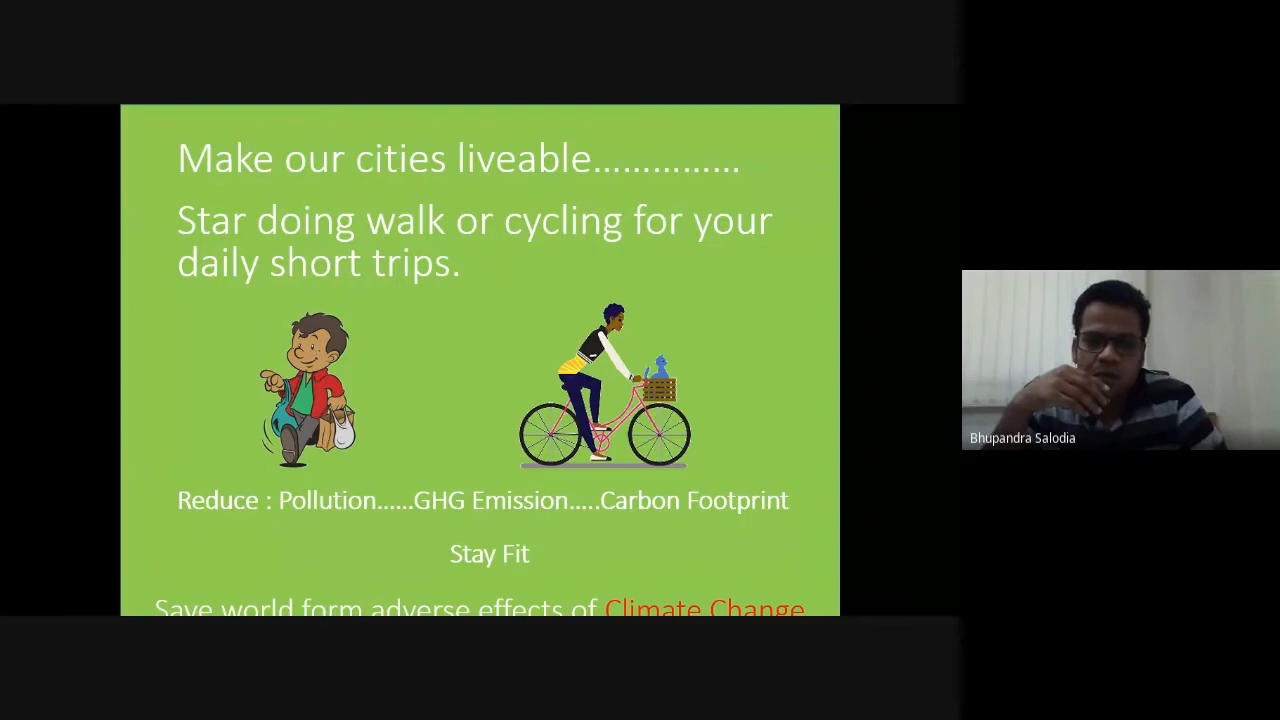 Make our cities liveable……………
Star doing walk or cycling for your
daily short trips.
Reduce : Pollution……GHG Emission…..Carbon Footprint
Stay Fit
Save world form adverse effects of Climate Change
Bhupandra Salodia